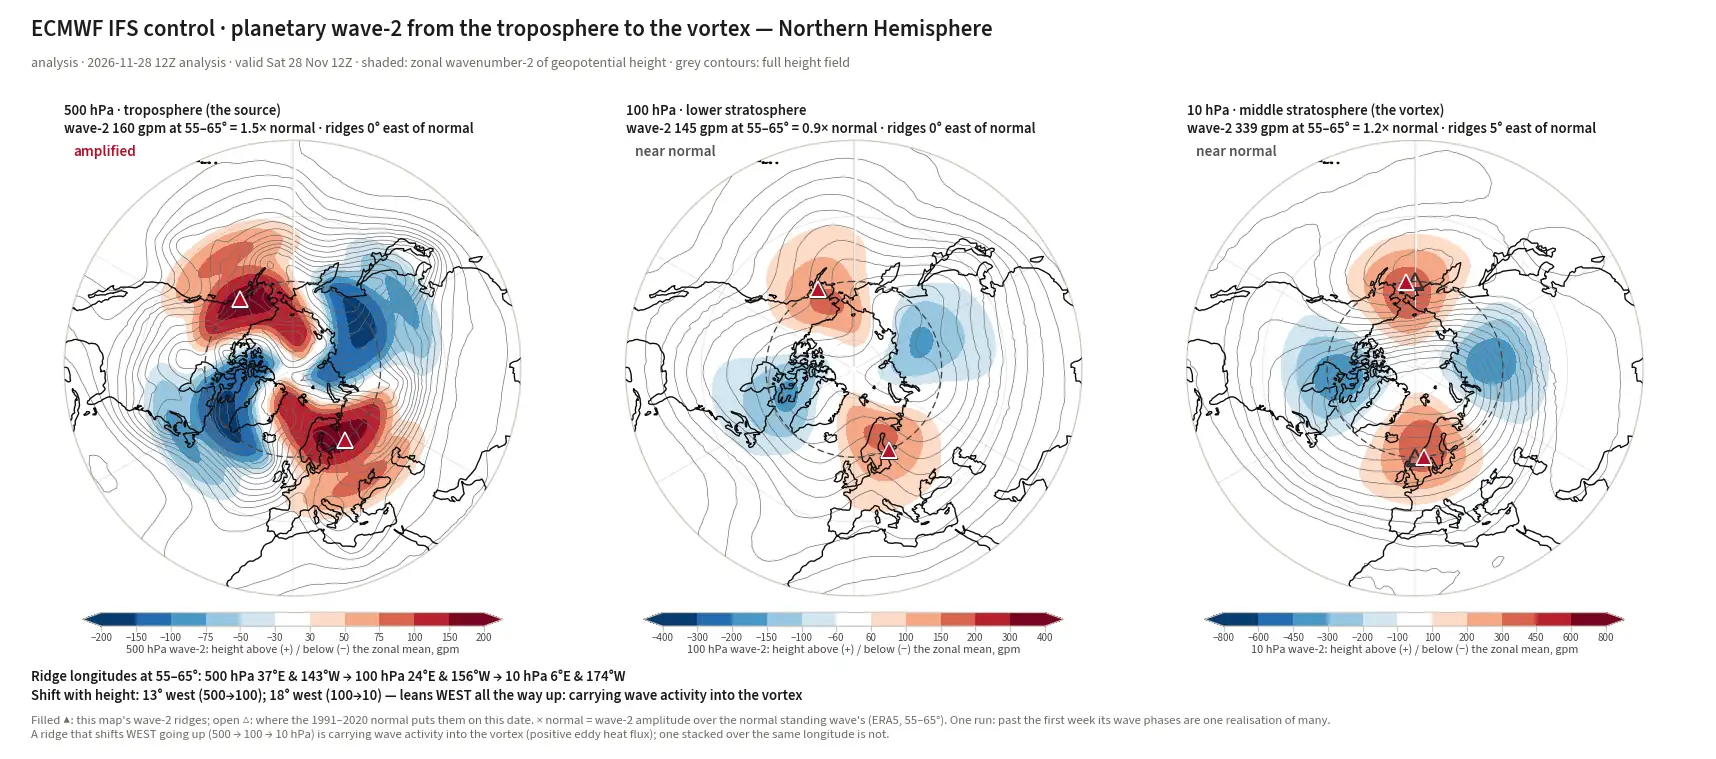 ECMWF IFS control · planetary wave-2 from the troposphere to the vortex — Northern Hemisphere
analysis · 2026-11-28 12Z analysis · valid Sat 28 Nov 12Z · shaded: zonal wavenumber-2 of geopotential height · grey contours: full height field
500 hPa · troposphere (the source)
wave-2 160 gpm at 55–65° = 1.5× normal · ridges 0° east of normal
amplified
100 hPa · lower stratosphere
wave-2 145 gpm at 55–65° = 0.9× normal · ridges 0° east of normal
near normal
10 hPa · middle stratosphere (the vortex)
wave-2 339 gpm at 55–65° = 1.2× normal · ridges 5° east of normal
near normal
−200 −150 −100 −75 −50 −30 30 50 75 100 150 200
500 hPa wave-2: height above (+) / below (−) the zonal mean, gpm
−400 −300 −200 −150 −100 −60 60 100 150 200 300 400
100 hPa wave-2: height above (+) / below (−) the zonal mean, gpm
−800 −600 −450 −300 −200 −100 100 200 300 450 600 800
10 hPa wave-2: height above (+) / below (−) the zonal mean, gpm
Ridge longitudes at 55–65°: 500 hPa 37°E & 143°W → 100 hPa 24°E & 156°W → 10 hPa 6°E & 174°W
Shift with height: 13° west (500→100); 18° west (100→10) — leans WEST all the way up: carrying wave activity into the vortex
Filled ▲: this map's wave-2 ridges; open △: where the 1991–2020 normal puts them on this date. × normal = wave-2 amplitude over the normal standing wave's (ERA5, 55–65°). One run: past the first week its wave phases are one realisation of many.
A ridge that shifts WEST going up (500 → 100 → 10 hPa) is carrying wave activity into the vortex (positive eddy heat flux); one stacked over the same longitude is not.